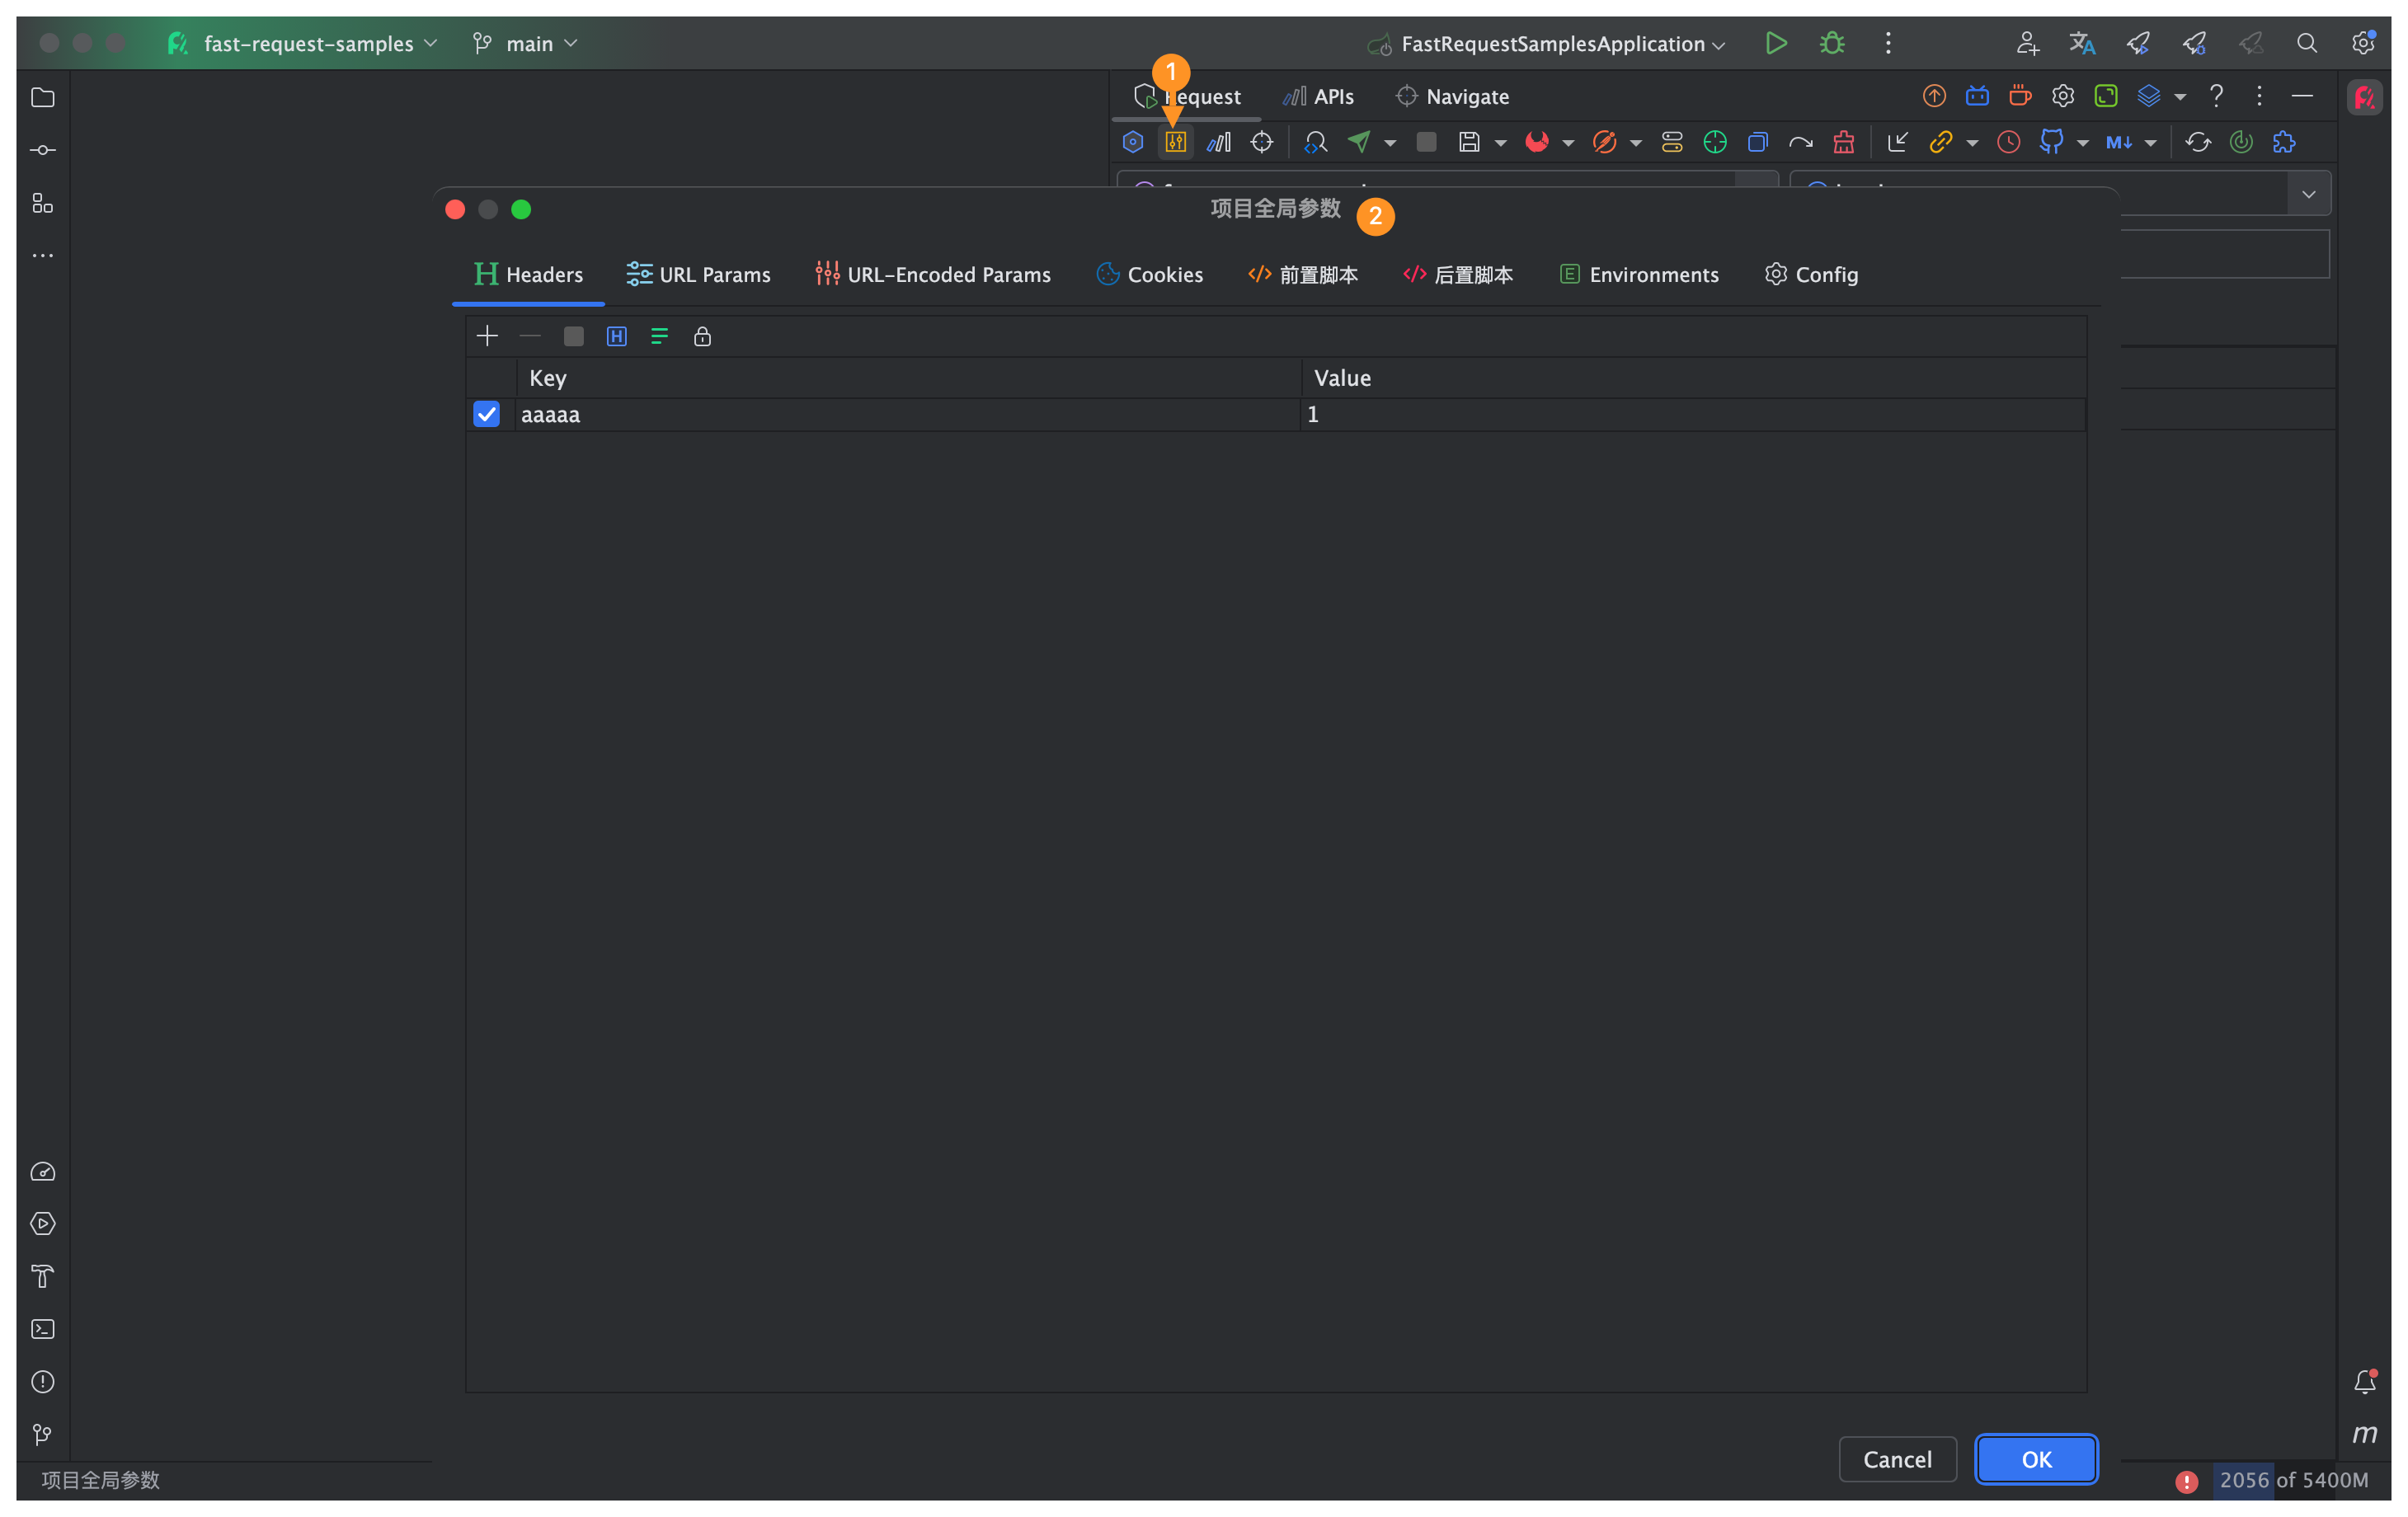 fast-request-samples
main
FastRequestSamplesApplication
1
Request
APIs
Navigate
M↓
项目全局参数
2
H Headers
URL Params
URL-Encoded Params
Cookies
</> 前置脚本
</> 后置脚本
E Environments
Config
H
Key
Value
aaaaa
1
Cancel
OK
m
项目全局参数
2056 of 5400M